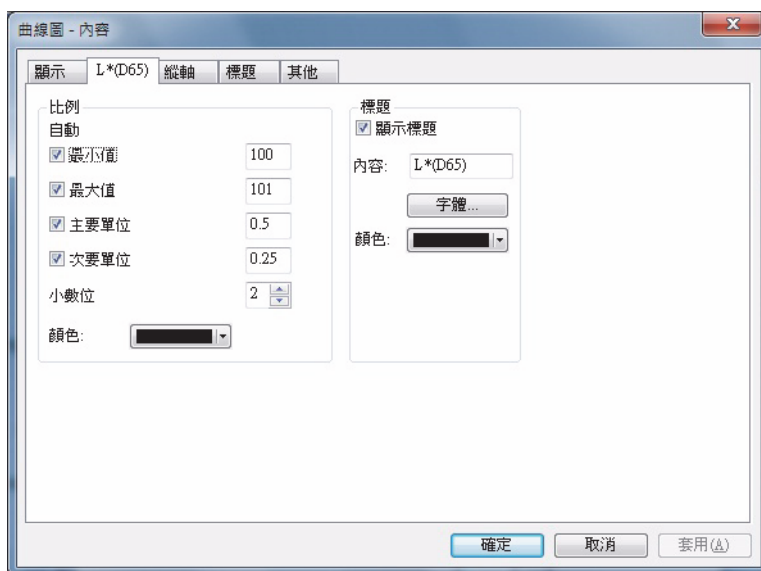 曲線圖 - 內容
顯示 L*(D65) 縱軸 標題 其他
比例
自動
最小值 100
最大值 101
主要單位 0.5
次要單位 0.25
小數位 2
顏色:
標題
顯示標題
內容: L*(D65)
字體...
顏色:
確定 取消 套用(A)